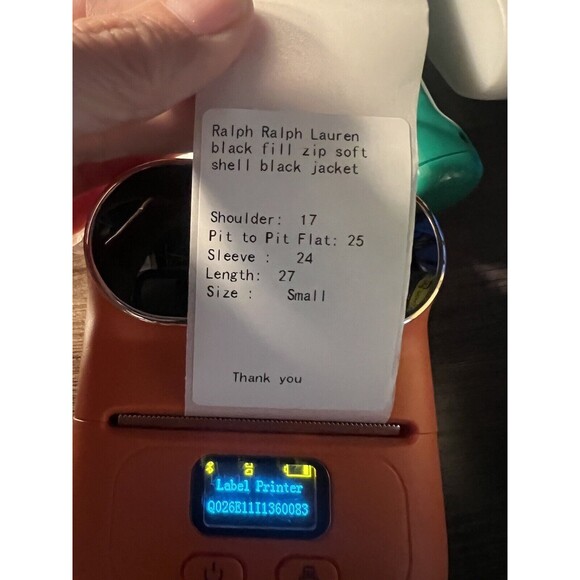 Ralph Ralph Lauren
black fill zip soft
shell black jacket
Shoulder: 17
Pit to Pit Flat: 25
Sleeve : 24
Length: 27
Size : Small
Thank you
Label Printer
Q026E11I1360083